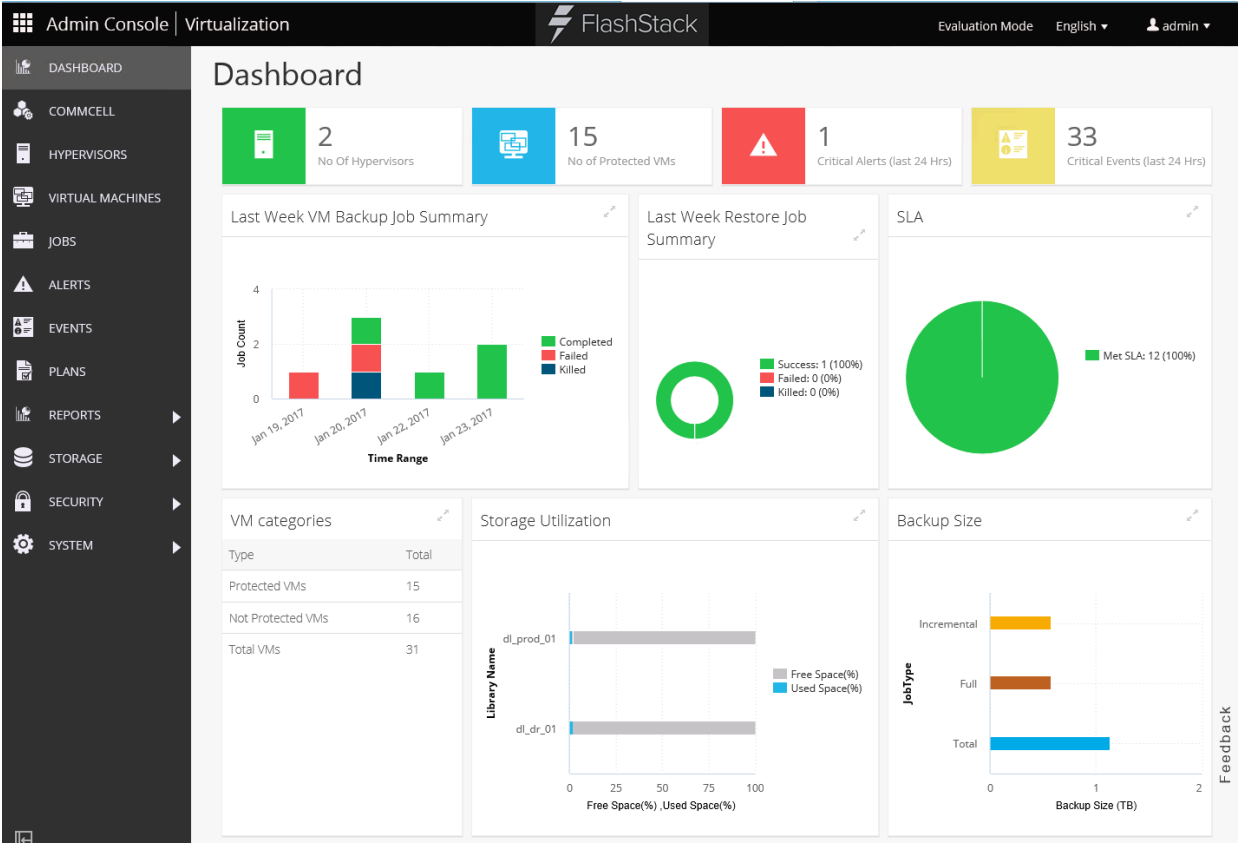 Admin Console | Virtualization
FlashStack
Evaluation Mode
English
admin
DASHBOARD
COMMCELL
HYPERVISORS
VIRTUAL MACHINES
JOBS
ALERTS
EVENTS
PLANS
REPORTS
STORAGE
SECURITY
SYSTEM
Dashboard
2
No Of Hypervisors
15
No of Protected VMs
1
Critical Alerts (last 24 Hrs)
33
Critical Events (last 24 Hrs)
Last Week VM Backup Job Summary
4
2
0
Job Count
Jan 19, 2017
Jan 20, 2017
Jan 22, 2017
Jan 23, 2017
Time Range
Completed
Failed
Killed
Last Week Restore Job
Summary
Success: 1 (100%)
Failed: 0 (0%)
Killed: 0 (0%)
SLA
Met SLA: 12 (100%)
VM categories
Type Total
Protected VMs 15
Not Protected VMs 16
Total VMs 31
Storage Utilization
Library Name
dl_prod_01
dl_dr_01
0 25 50 75 100
Free Space(%) ,Used Space(%)
Free Space(%)
Used Space(%)
Backup Size
JobType
Incremental
Full
Total
0 1 2
Backup Size (TB)
Feedback